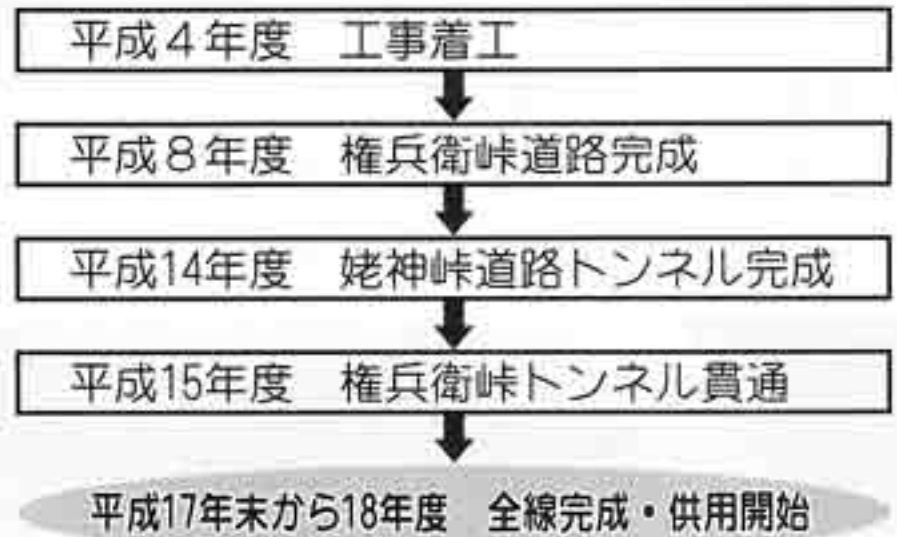 平成4年度　工事着工
平成8年度　権兵衛峠道路完成
平成14年度　姥神峠道路トンネル完成
平成15年度　権兵衛峠トンネル貫通
平成17年末から18年度　全線完成・供用開始